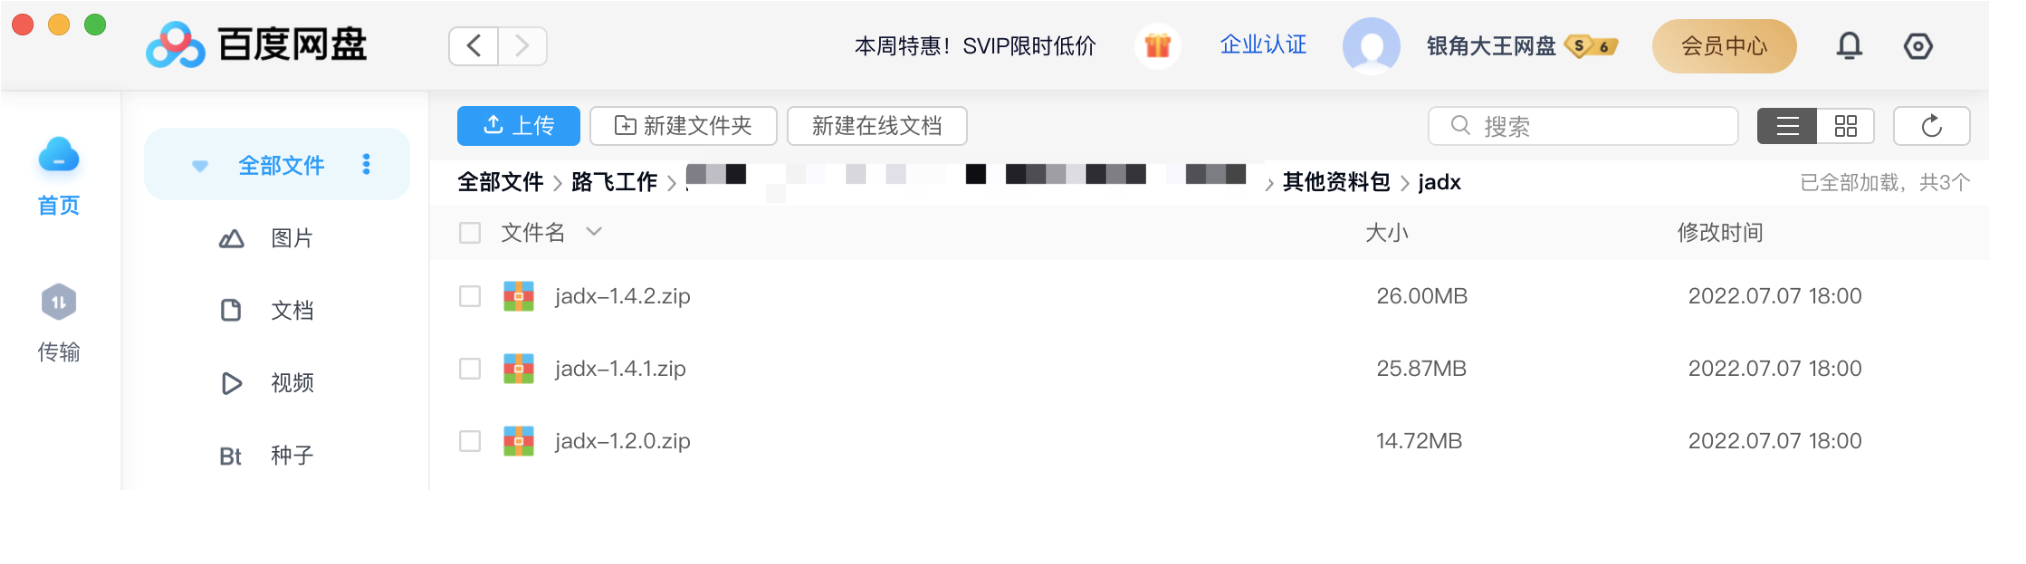 百度网盘
本周特惠！SVIP限时低价
企业认证
银角大王网盘 S 6
会员中心
首页
传输
全部文件
图片
文档
视频
Bt 种子
上传
新建文件夹
新建在线文档
搜索
全部文件 > 路飞工作 >
> 其他资料包 > jadx
已全部加载，共3个
文件名 大小 修改时间
jadx-1.4.2.zip 26.00MB 2022.07.07 18:00
jadx-1.4.1.zip 25.87MB 2022.07.07 18:00
jadx-1.2.0.zip 14.72MB 2022.07.07 18:00